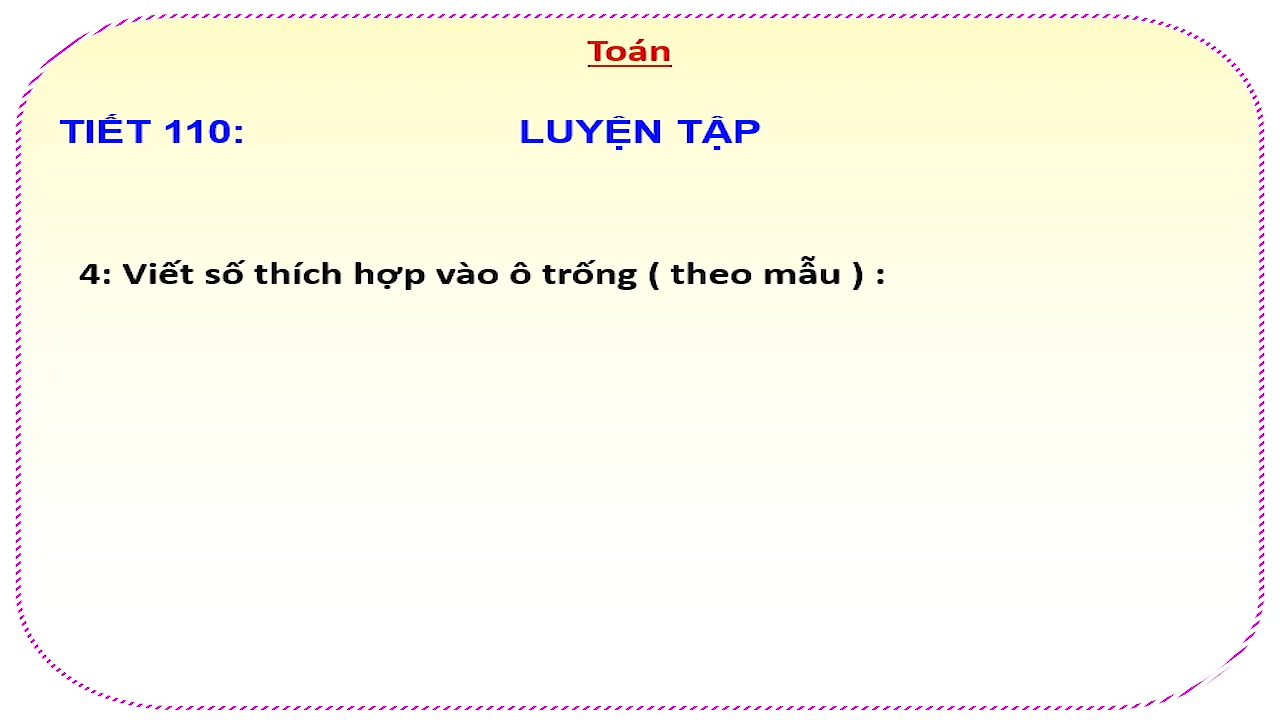 Toán
TIẾT 110: LUYỆN TẬP
4: Viết số thích hợp vào ô trống ( theo mẫu ) :